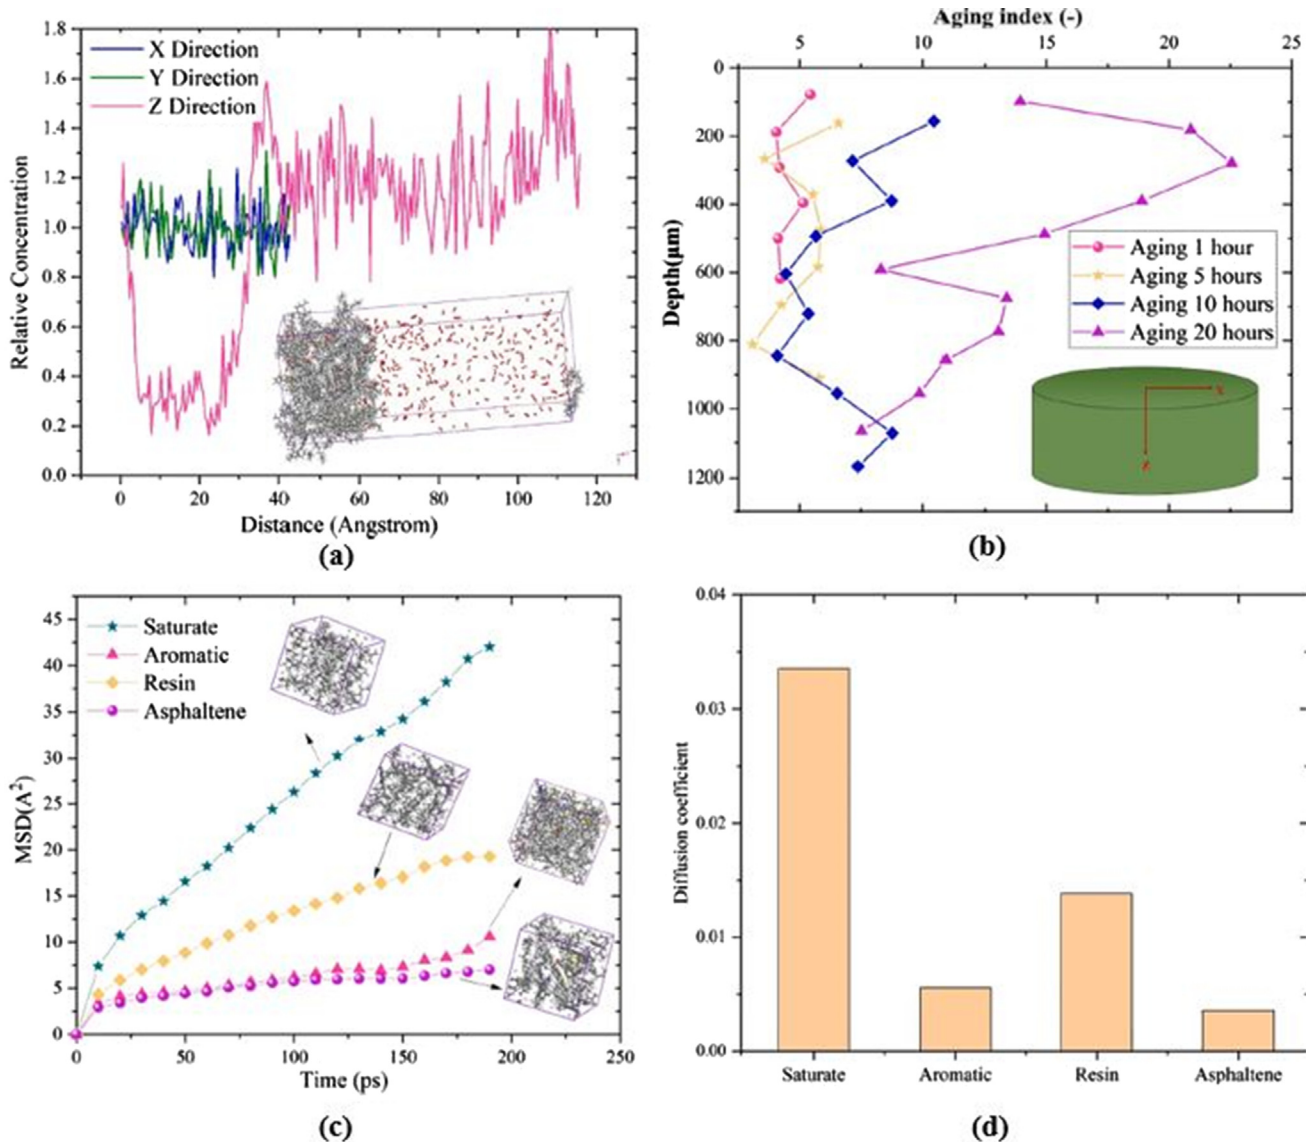 1.8
1.6
1.4
1.2
1.0
0.8
0.6
0.4
0.2
0.0
Relative Concentration
X Direction
Y Direction
Z Direction
0 20 40 60 80 100 120
Distance (Angstrom)
(a)
Aging index (-)
5 10 15 20 25
0
200
400
600
800
1000
1200
Depth(μm)
Aging 1 hour
Aging 5 hours
Aging 10 hours
Aging 20 hours
(b)
45
40
35
30
25
20
15
10
5
0
MSD(A²)
Saturate
Aromatic
Resin
Asphaltene
0 50 100 150 200 250
Time (ps)
(c)
0.04
0.03
0.02
0.01
0.00
Diffusion coefficient
Saturate Aromatic Resin Asphaltene
(d)